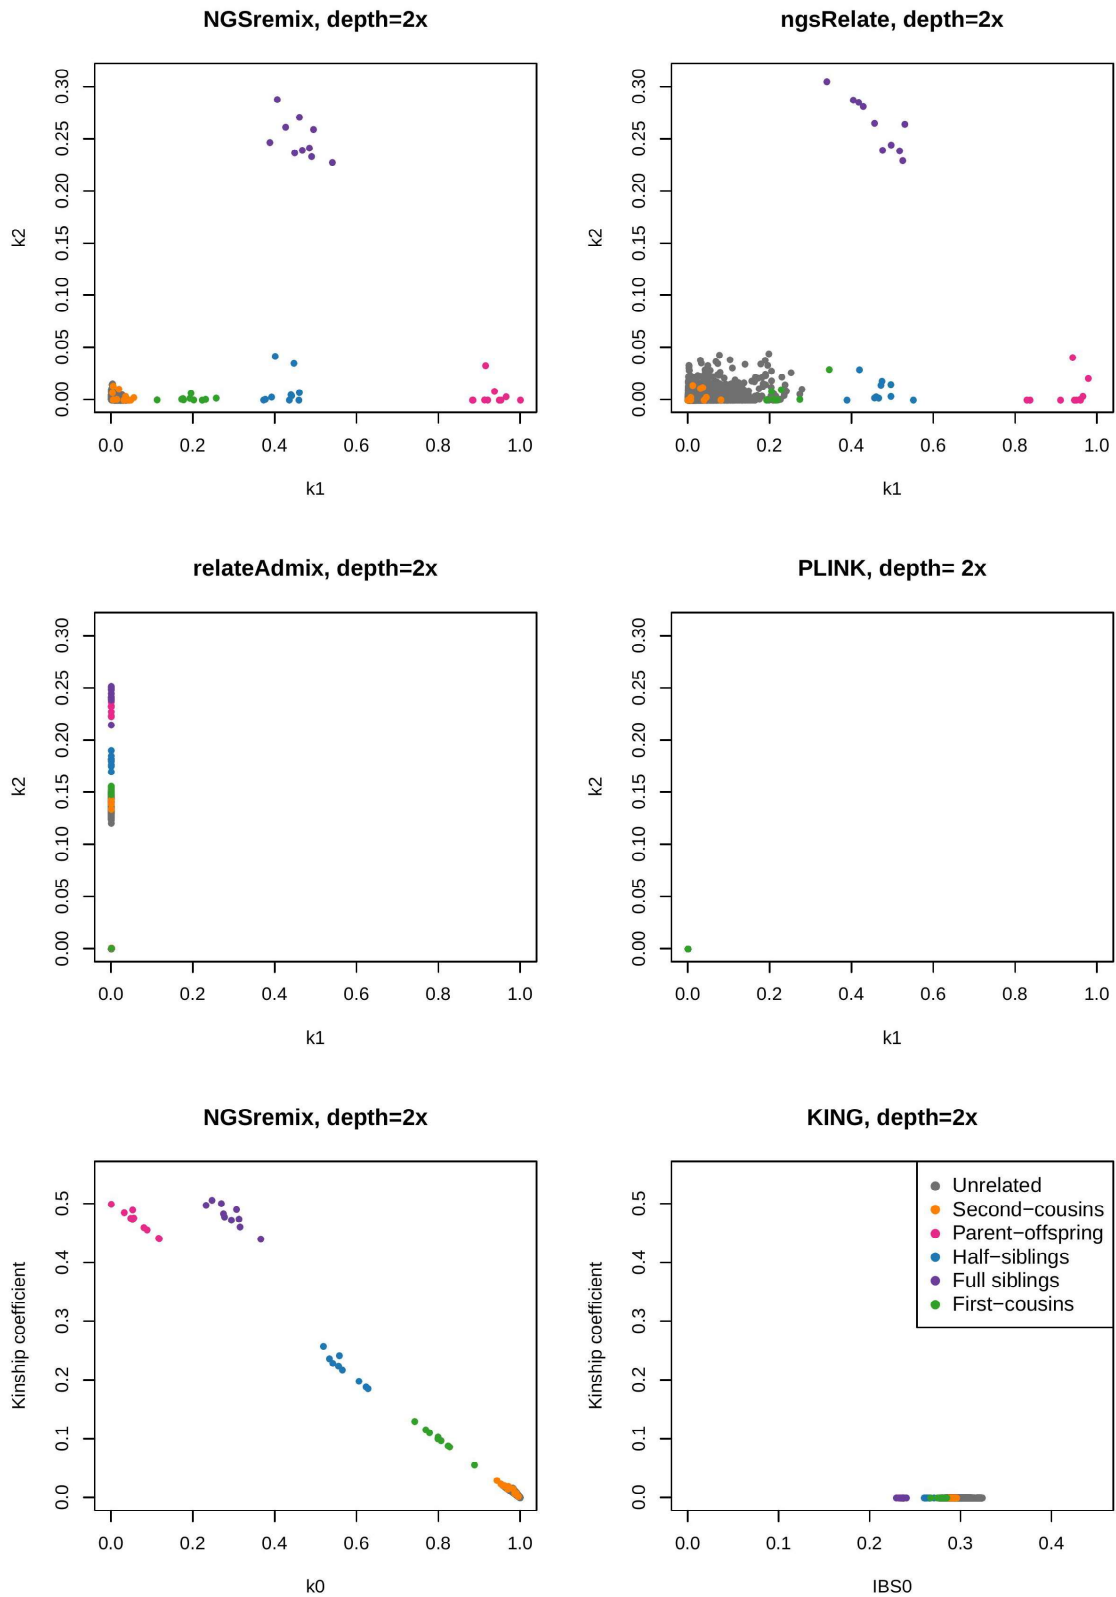 NGSremix, depth=2x
k2
0.00 0.05 0.10 0.15 0.20 0.25 0.30
0.0 0.2 0.4 0.6 0.8 1.0
k1
ngsRelate, depth=2x
k2
0.00 0.05 0.10 0.15 0.20 0.25 0.30
0.0 0.2 0.4 0.6 0.8 1.0
k1
relateAdmix, depth=2x
k2
0.00 0.05 0.10 0.15 0.20 0.25 0.30
0.0 0.2 0.4 0.6 0.8 1.0
k1
PLINK, depth= 2x
k2
0.00 0.05 0.10 0.15 0.20 0.25 0.30
0.0 0.2 0.4 0.6 0.8 1.0
k1
NGSremix, depth=2x
Kinship coefficient
0.0 0.1 0.2 0.3 0.4 0.5
0.0 0.2 0.4 0.6 0.8 1.0
k0
KING, depth=2x
Kinship coefficient
0.0 0.1 0.2 0.3 0.4 0.5
Unrelated
Second−cousins
Parent−offspring
Half−siblings
Full siblings
First−cousins
0.0 0.1 0.2 0.3 0.4
IBS0